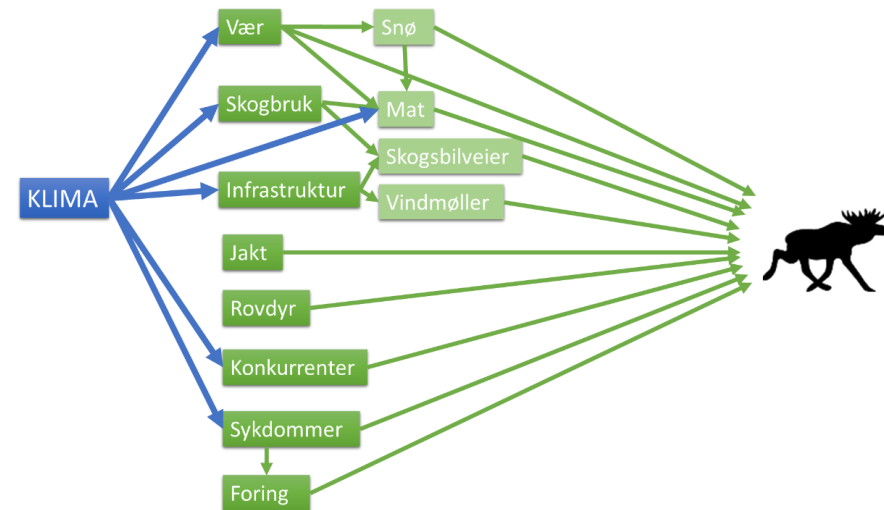 Vær
Snø
Skogbruk
Mat
Skogsbilveier
KLIMA
Infrastruktur
Vindmøller
Jakt
Rovdyr
Konkurrenter
Sykdommer
Foring